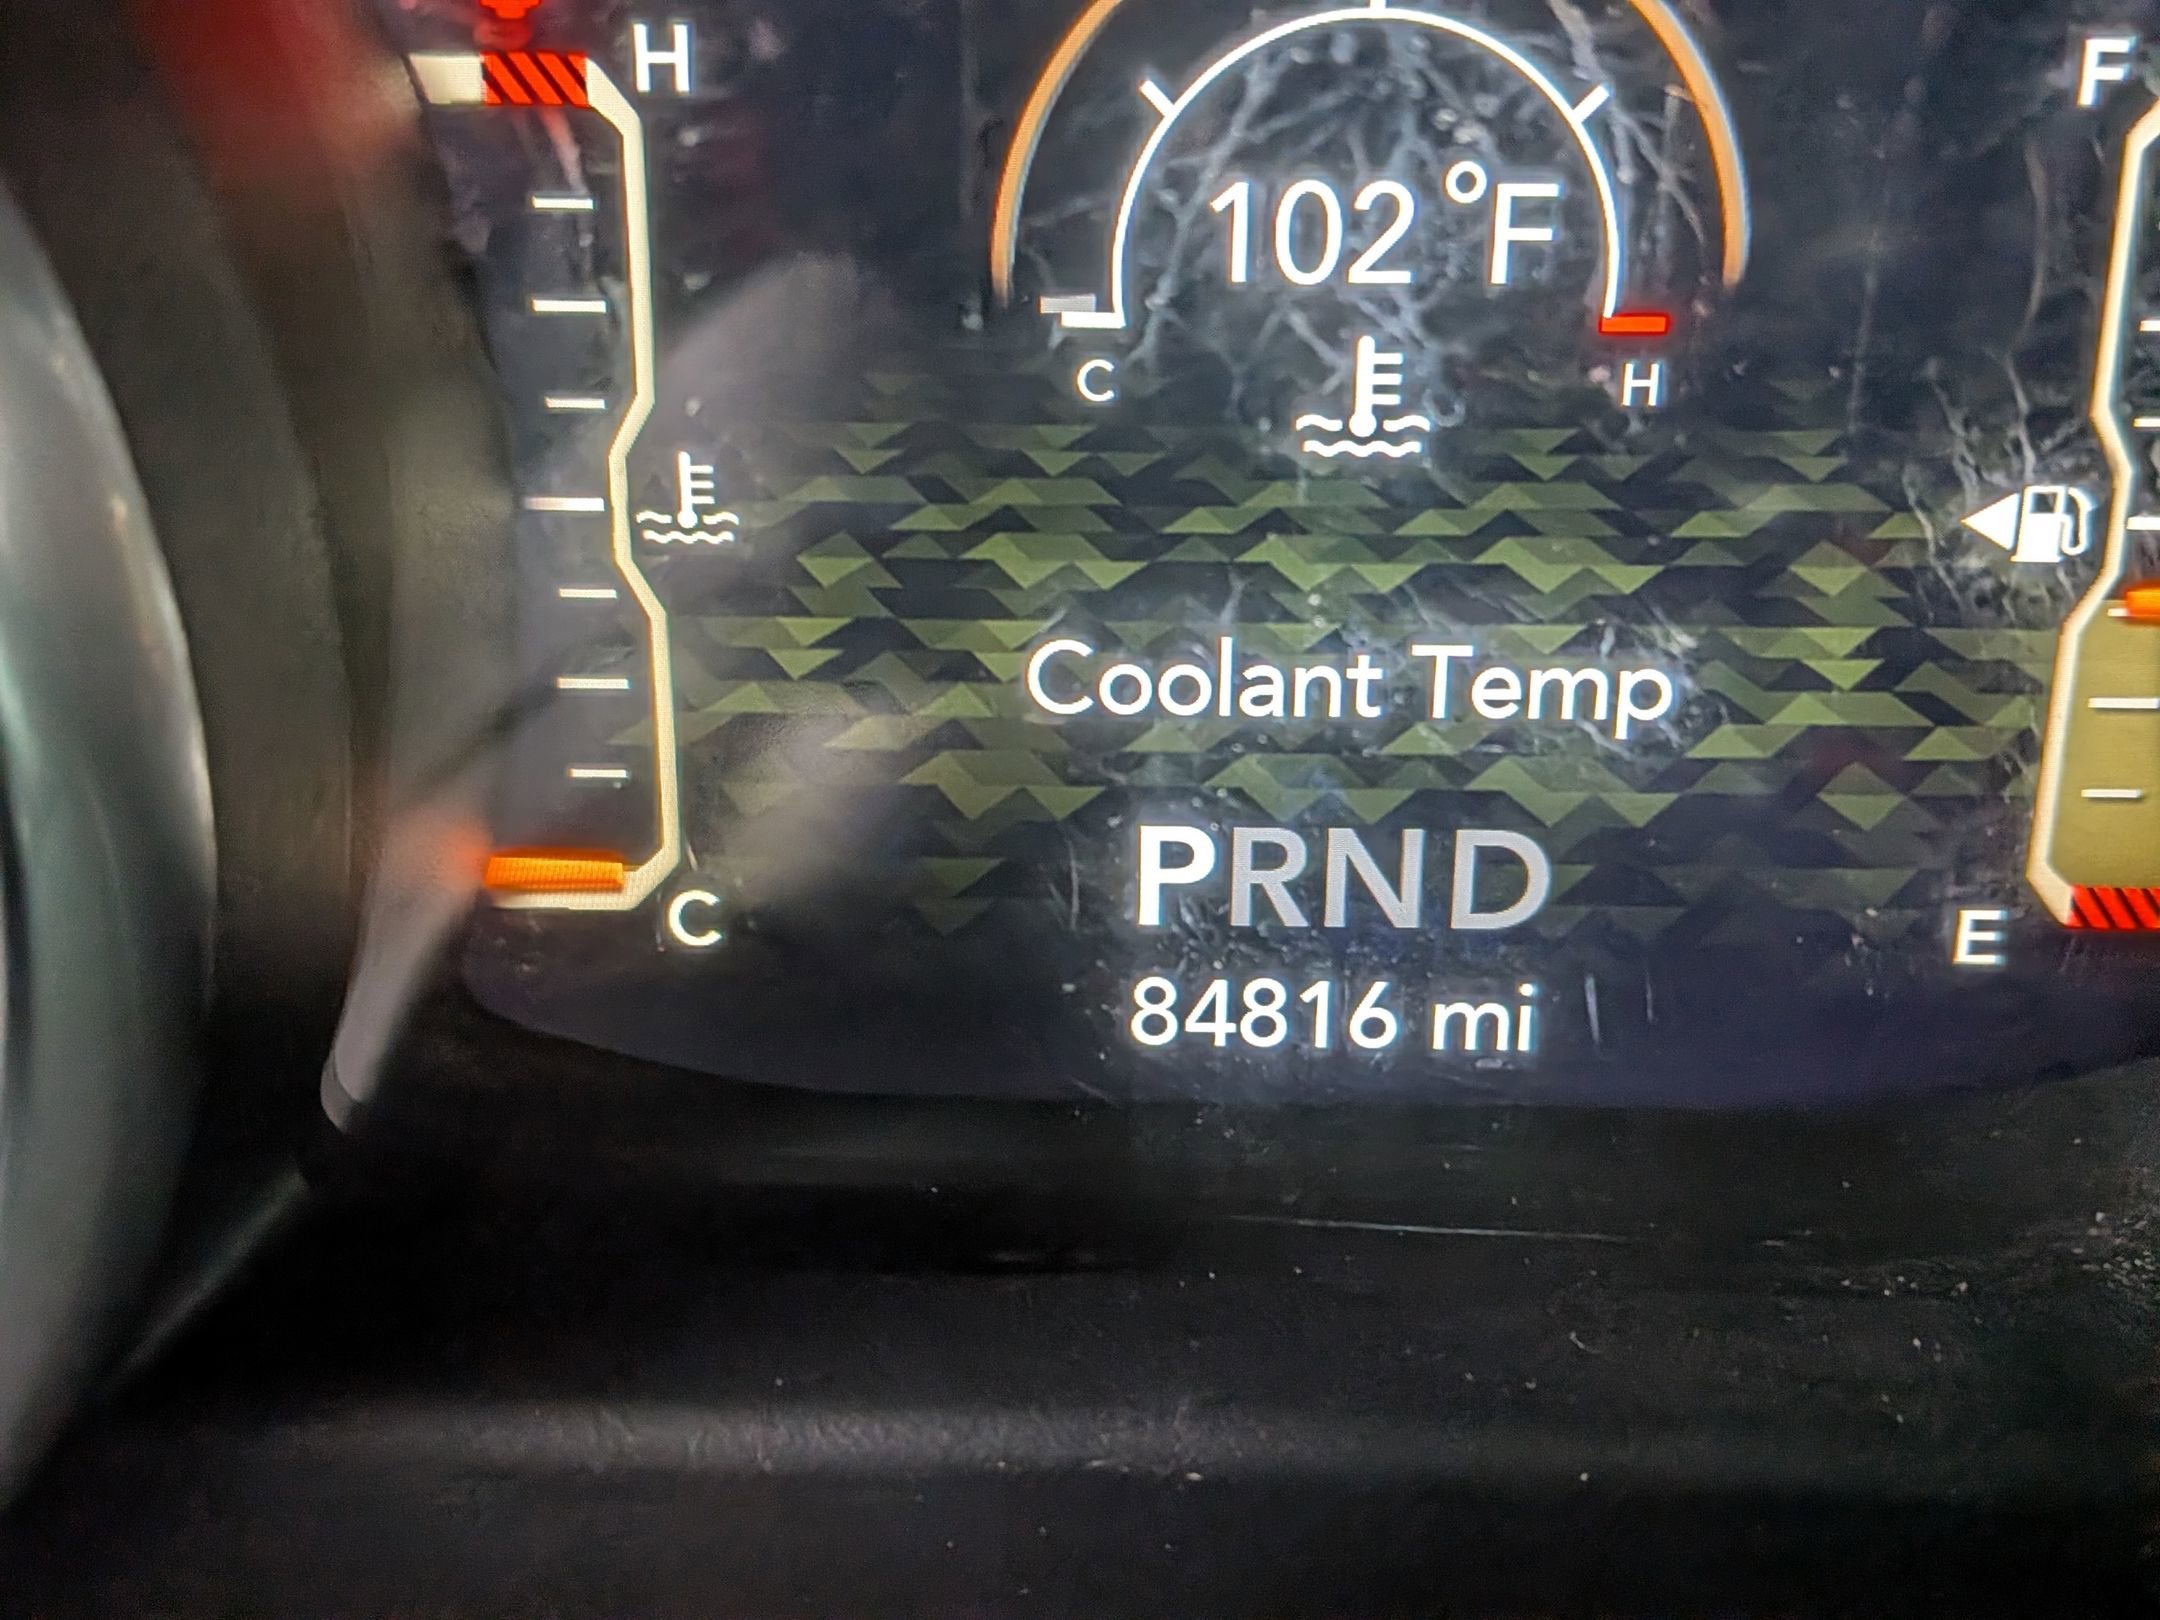 H
F
102 °F
C H
Coolant Temp
PRND
C
E
84816 mi